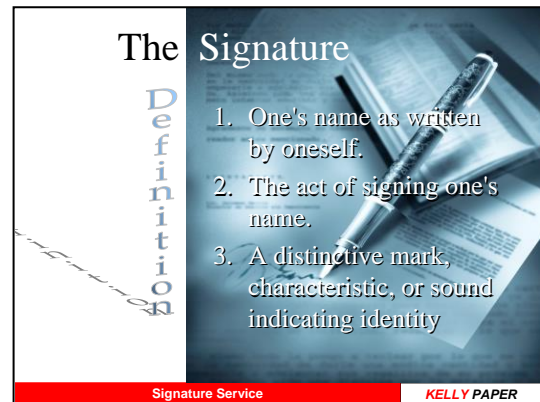 The Signature
Definition
1. One's name as written
by oneself.
2. The act of signing one's
name.
3. A distinctive mark,
characteristic, or sound
indicating identity
Signature Service
KELLY PAPER